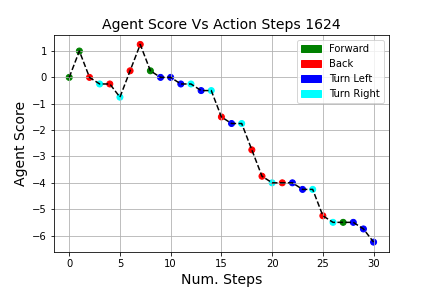 Agent Score Vs Action Steps 1624
Agent Score
1
0
−1
−2
−3
−4
−5
−6
Forward
Back
Turn Left
Turn Right
0 5 10 15 20 25 30
Num. Steps